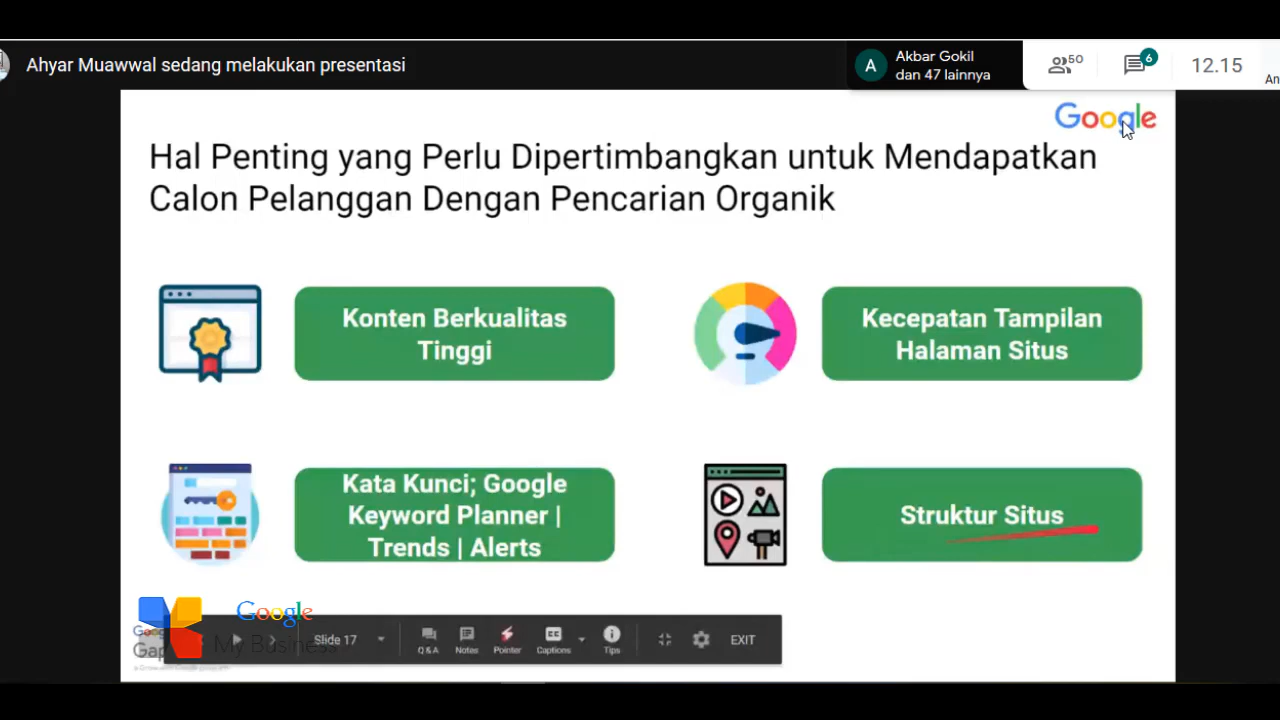 Ahyar Muawwal sedang melakukan presentasi
A
Akbar Gokil
dan 47 lainnya
50
6
12.15
An
Google
Hal Penting yang Perlu Dipertimbangkan untuk Mendapatkan
Calon Pelanggan Dengan Pencarian Organik
Konten Berkualitas
Tinggi
Kecepatan Tampilan
Halaman Situs
Kata Kunci; Google
Keyword Planner |
Trends | Alerts
Struktur Situs
Google
My Business
Slide 17
Q & A
Notes
Pointer
CC
Captions
Tips
EXIT